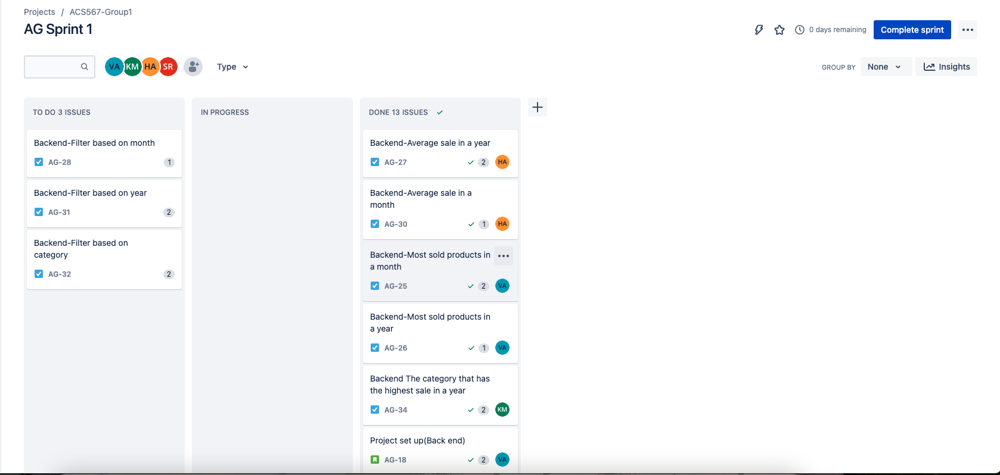 Projects / ACS567-Group1
AG Sprint 1
0 days remaining
Complete sprint
VA
KM
HA
SR
Type
GROUP BY
None
Insights
TO DO 3 ISSUES
Backend-Filter based on month
AG-28
1
Backend-Filter based on year
AG-31
2
Backend-Filter based on
category
AG-32
2
IN PROGRESS
DONE 13 ISSUES
Backend-Average sale in a year
AG-27
2
HA
Backend-Average sale in a
month
AG-30
1
HA
Backend-Most sold products in
a month
AG-25
2
VA
Backend-Most sold products in
a year
AG-26
1
VA
Backend The category that has
the highest sale in a year
AG-34
2
KM
Project set up(Back end)
AG-18
2
VA